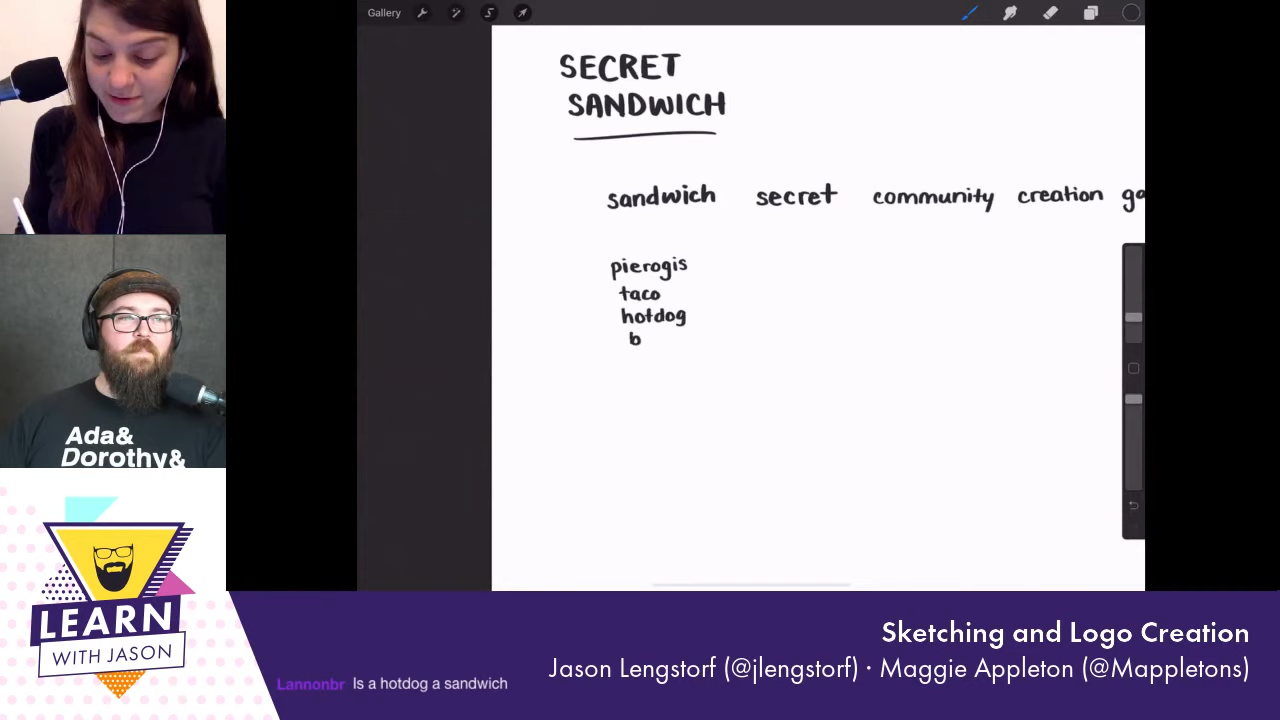 Gallery
SECRET
SANDWICH
sandwich secret community creation ga
pierogis
taco
hotdog
b
Ada&
Dorothy&
LEARN
WITH JASON
Sketching and Logo Creation
Jason Lengstorf (@jlengstorf) · Maggie Appleton (@Mappletons)
Lannonbr Is a hotdog a sandwich